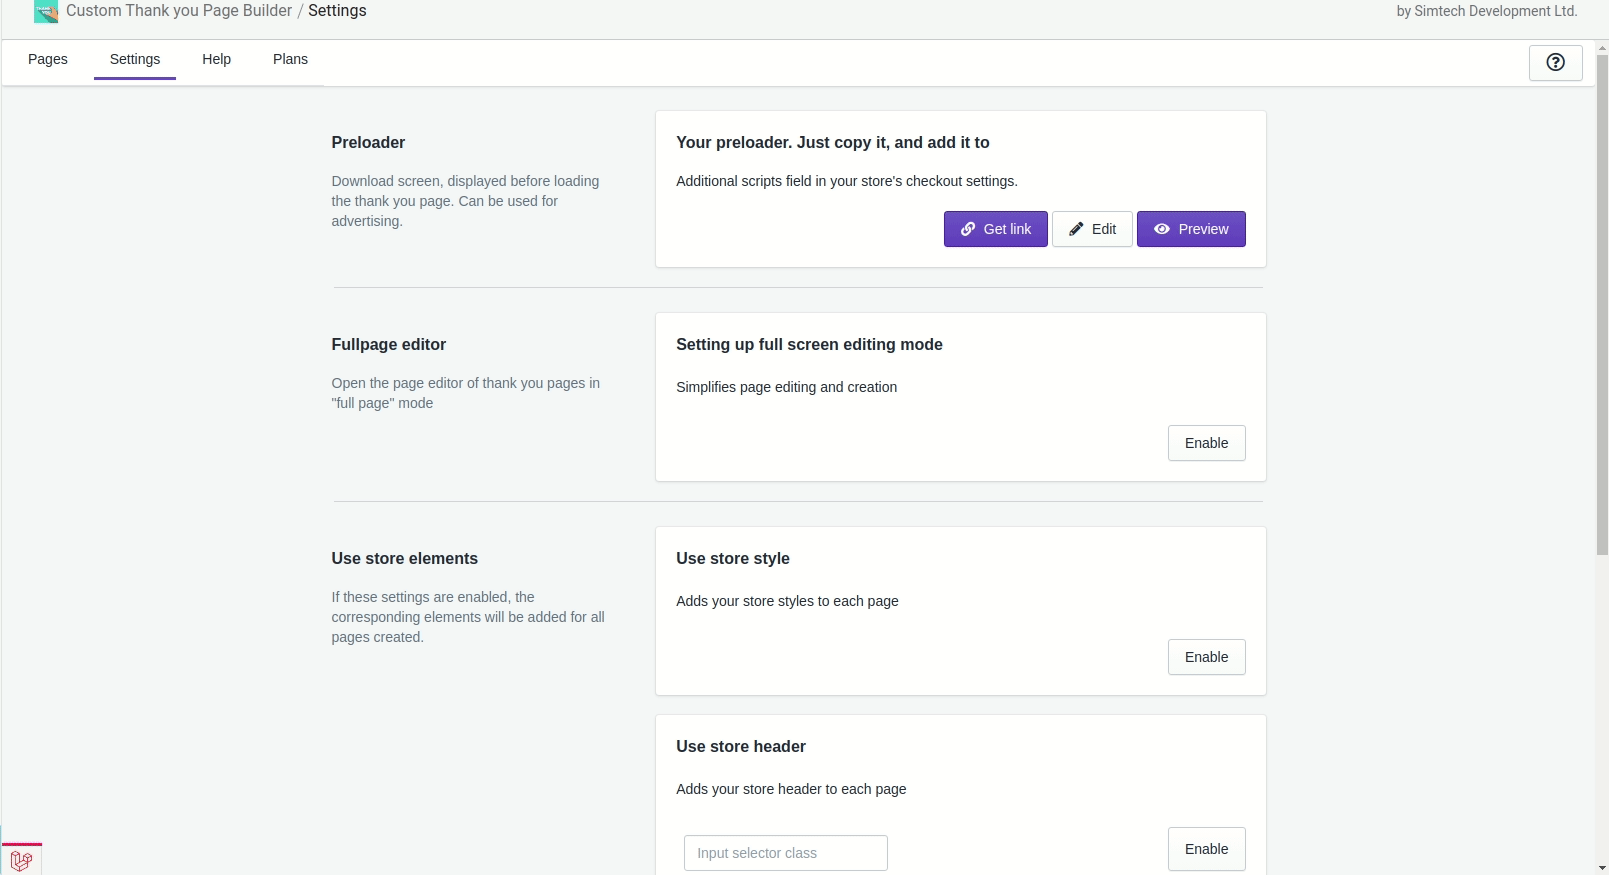 Custom Thank you Page Builder / Settings
by Simtech Development Ltd.
Pages
Settings
Help
Plans
Preloader
Download screen, displayed before loading
the thank you page. Can be used for
advertising.
Your preloader. Just copy it, and add it to
Additional scripts field in your store's checkout settings.
Get link
Edit
Preview
Fullpage editor
Open the page editor of thank you pages in
"full page" mode
Setting up full screen editing mode
Simplifies page editing and creation
Enable
Use store elements
If these settings are enabled, the
corresponding elements will be added for all
pages created.
Use store style
Adds your store styles to each page
Enable
Use store header
Adds your store header to each page
Input selector class
Enable